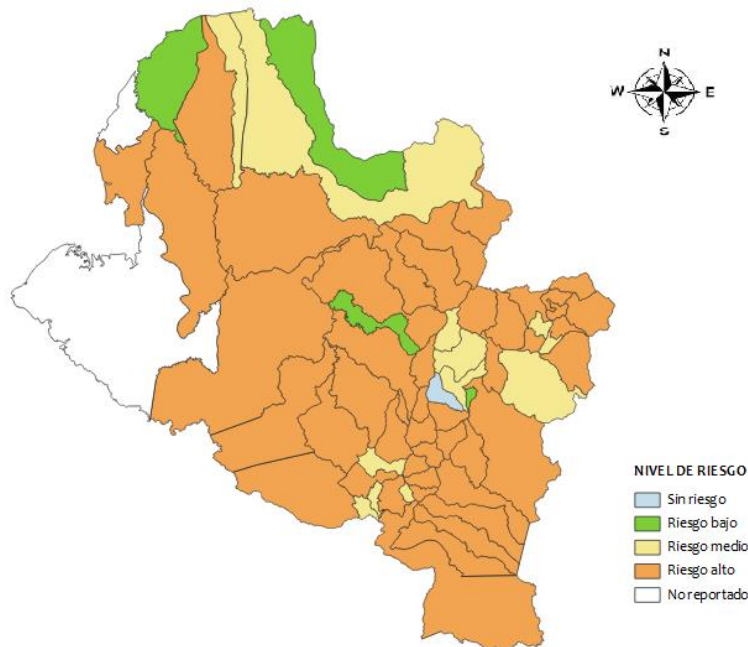 N
W E
S
NIVEL DE RIESGO
Sin riesgo
Riesgo bajo
Riesgo medio
Riesgo alto
No reportado